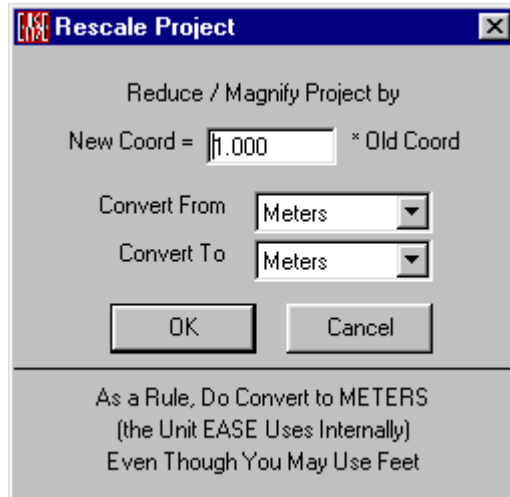 EASE Rescale Project
Reduce / Magnify Project by
New Coord = 1.000 * Old Coord
Convert From Meters
Convert To Meters
OK Cancel
As a Rule, Do Convert to METERS
(the Unit EASE Uses Internally)
Even Though You May Use Feet